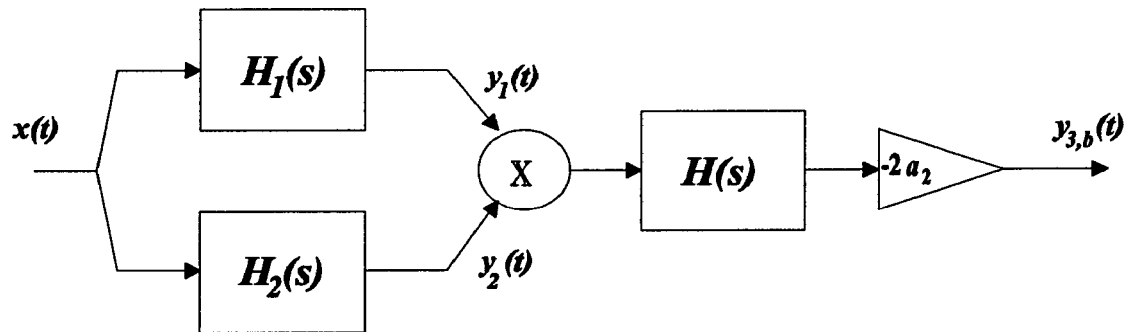 H₁(s)
y₁(t)
x(t)
y₃,b(t)
X
H(s)
-2 a₂
H₂(s)
y₂(t)